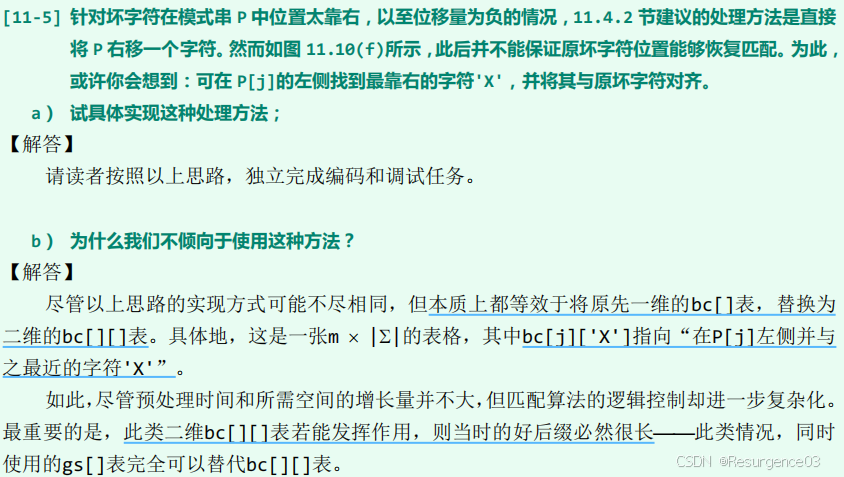 [11-5] 针对坏字符在模式串P中位置太靠右，以至位移量为负的情况，11.4.2节建议的处理方法是直接
将P右移一个字符。然而如图11.10(f)所示，此后并不能保证原坏字符位置能够恢复匹配。为此，
或许你会想到：可在P[j]的左侧找到最靠右的字符'X'，并将其与原坏字符对齐。
a） 试具体实现这种处理方法；
【解答】
请读者按照以上思路，独立完成编码和调试任务。
b） 为什么我们不倾向于使用这种方法？
【解答】
尽管以上思路的实现方式可能不尽相同，但本质上都等效于将原先一维的bc[]表，替换为
二维的bc[][]表。具体地，这是一张m × |Σ|的表格，其中bc[j]['X']指向“在P[j]左侧并与
之最近的字符'X'”。
如此，尽管预处理时间和所需空间的增长量并不大，但匹配算法的逻辑控制却进一步复杂化。
最重要的是，此类二维bc[][]表若能发挥作用，则当时的好后缀必然很长——此类情况，同时
使用的gs[]表完全可以替代bc[][]表。
CSDN @Resurgence03